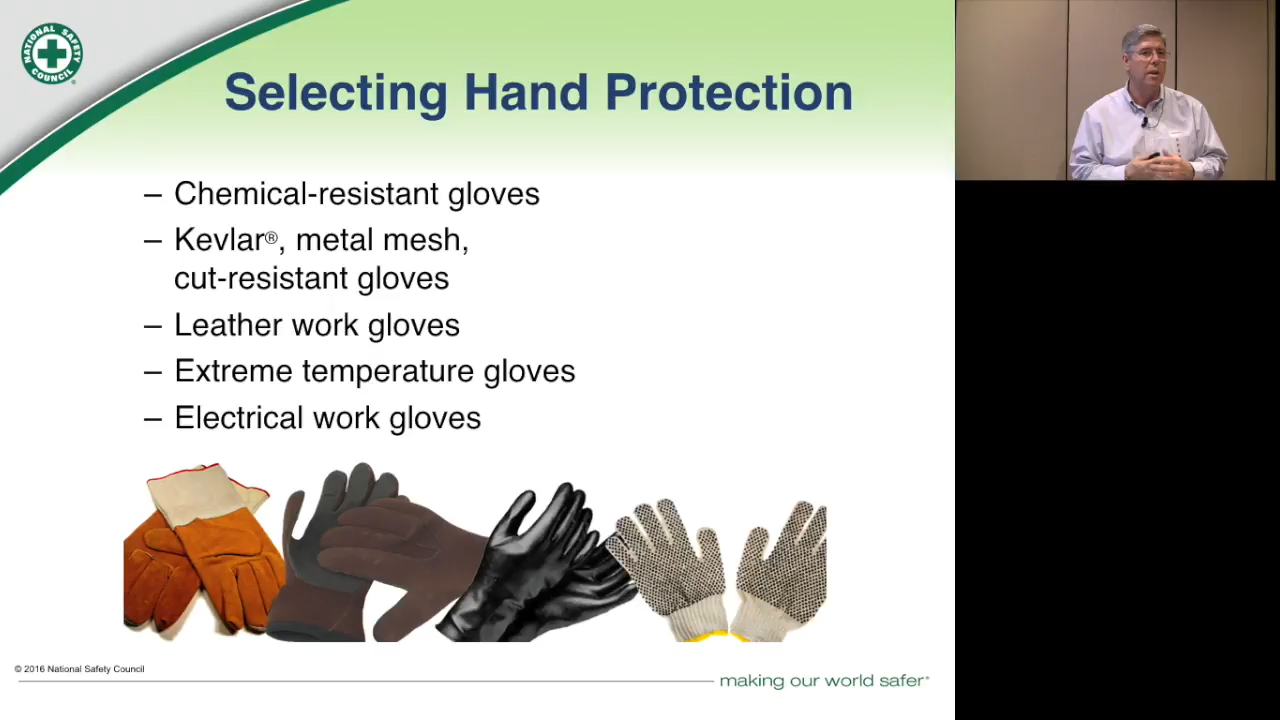 NATIONAL SAFETY
COUNCIL®
Selecting Hand Protection
– Chemical-resistant gloves
– Kevlar®, metal mesh,
cut-resistant gloves
– Leather work gloves
– Extreme temperature gloves
– Electrical work gloves
© 2016 National Safety Council
making our world safer®